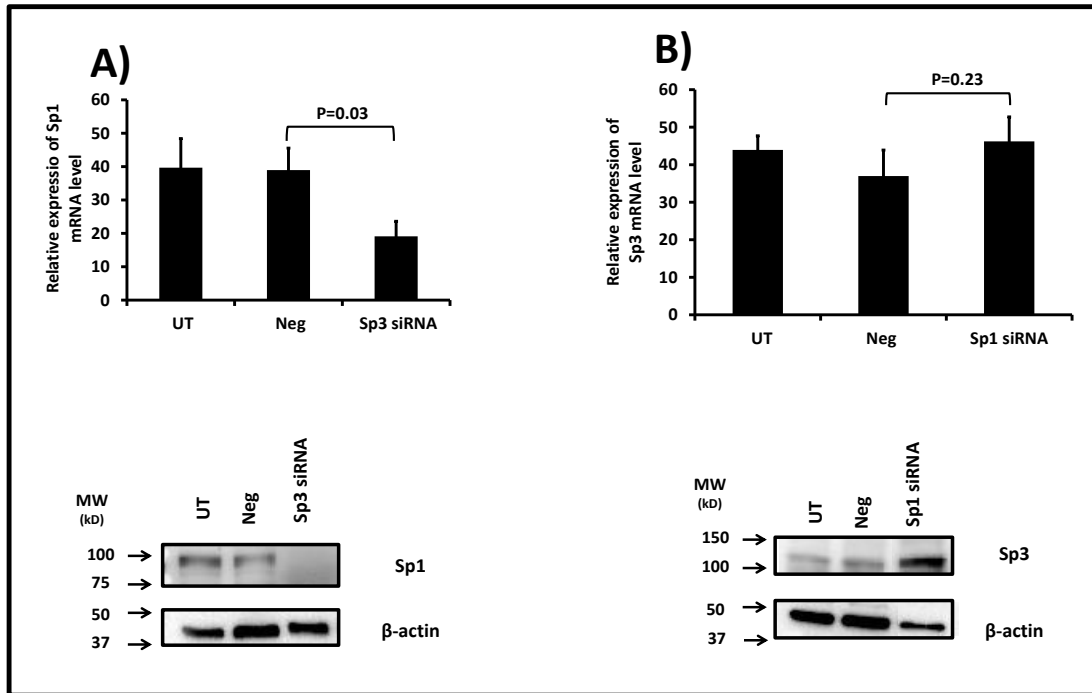 A)
Relative expressio of Sp1
mRNA level
60
50
40
30
20
10
0
P=0.03
UT Neg Sp3 siRNA
MW
(kD)
UT
Neg
Sp3 siRNA
100
75
Sp1
50
37
β-actin
B)
Relative expression of
Sp3 mRNA level
60
50
40
30
20
10
0
P=0.23
UT Neg Sp1 siRNA
MW
(kD)
UT
Neg
Sp1 siRNA
150
100
Sp3
50
37
β-actin